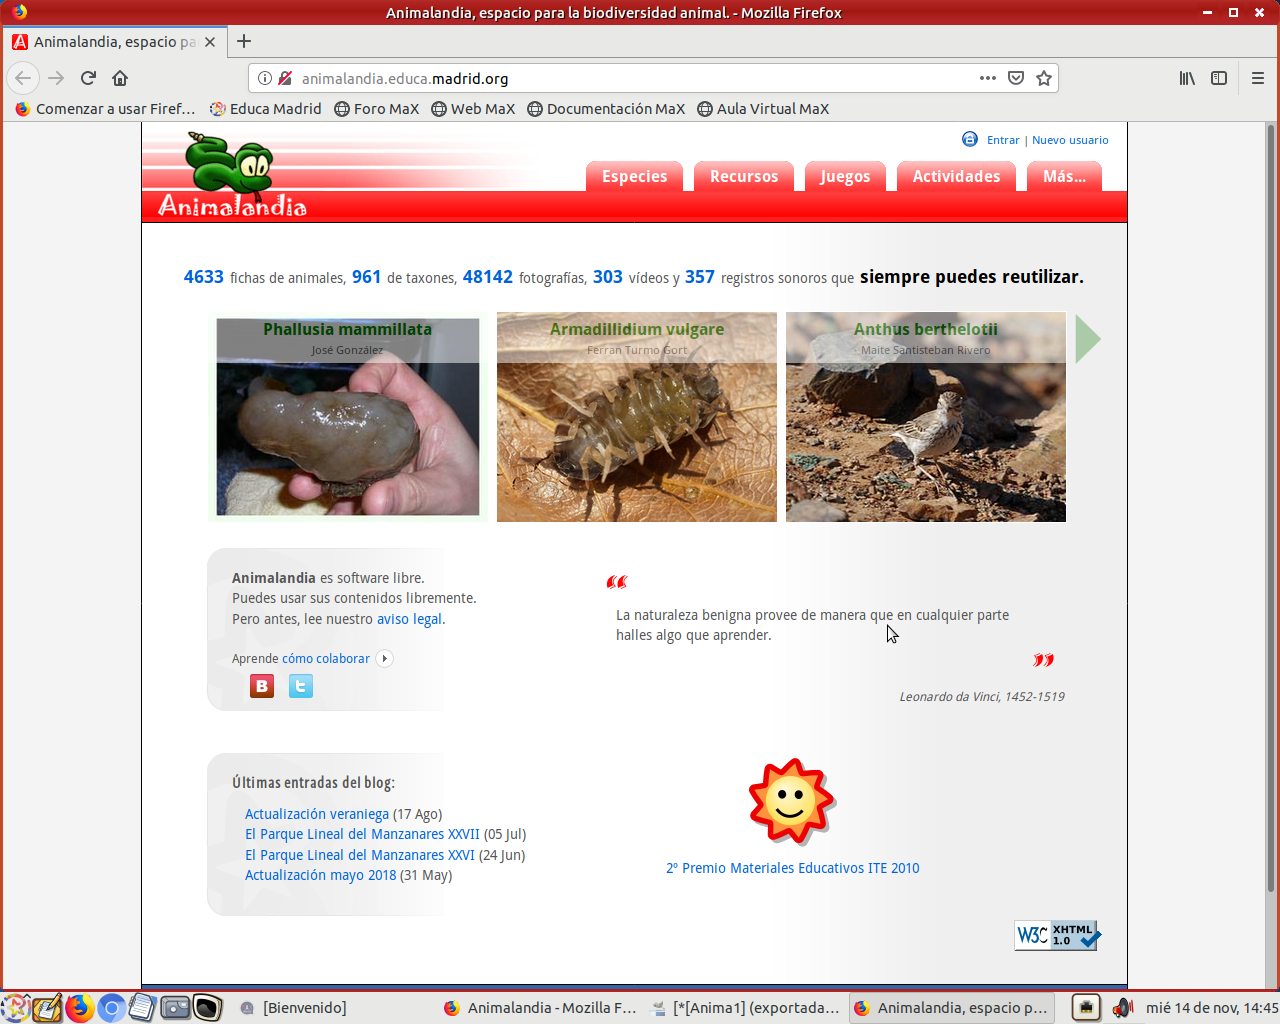 Animalandia, espacio para la biodiversidad animal. - Mozilla Firefox
Animalandia, espacio pa
animalandia.educa.madrid.org
Comenzar a usar Firef…
Educa Madrid
Foro MaX
Web MaX
Documentación MaX
Aula Virtual MaX
Entrar | Nuevo usuario
Animalandia
Especies
Recursos
Juegos
Actividades
Más...
4633 fichas de animales, 961 de taxones, 48142 fotografías, 303 vídeos y 357 registros sonoros que siempre puedes reutilizar.
Phallusia mammillata
José González
Armadillidium vulgare
Ferran Turmo Gort
Anthus berthelotii
Maite Santisteban Rivero
Animalandia es software libre.
Puedes usar sus contenidos libremente.
Pero antes, lee nuestro aviso legal.
Aprende cómo colaborar
B
t
La naturaleza benigna provee de manera que en cualquier parte
halles algo que aprender.
Leonardo da Vinci, 1452-1519
Últimas entradas del blog:
Actualización veraniega (17 Ago)
El Parque Lineal del Manzanares XXVII (05 Jul)
El Parque Lineal del Manzanares XXVI (24 Jun)
Actualización mayo 2018 (31 May)
2º Premio Materiales Educativos ITE 2010
W3C XHTML 1.0
[Bienvenido]
Animalandia - Mozilla F…
[*[Anima1] (exportada…
Animalandia, espacio p…
mié 14 de nov, 14:45